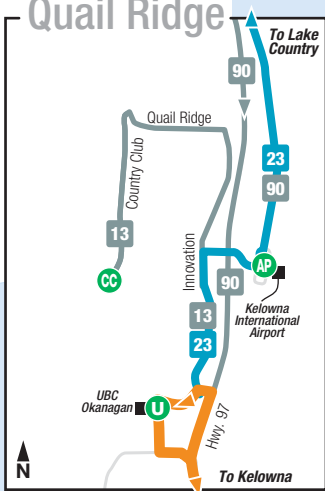 Quail Ridge
To Lake
Country
90
Quail Ridge
Country Club
23
90
13
CC
Innovation
AP
90
Kelowna
International
Airport
13
23
UBC
Okanagan
U
Hwy. 97
N
To Kelowna